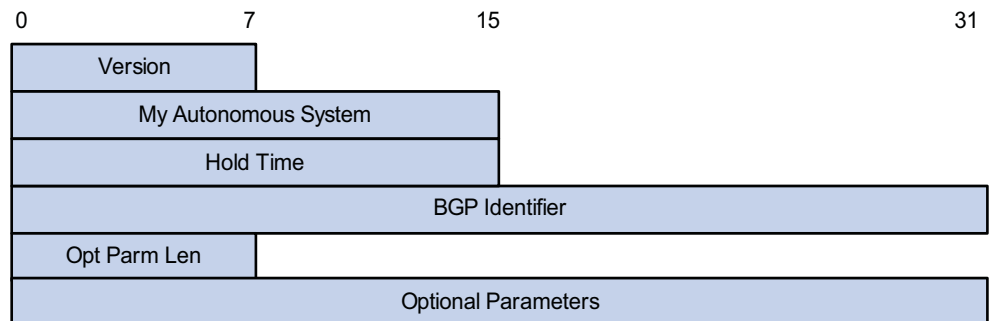 0 7 15 31
Version
My Autonomous System
Hold Time
BGP Identifier
Opt Parm Len
Optional Parameters